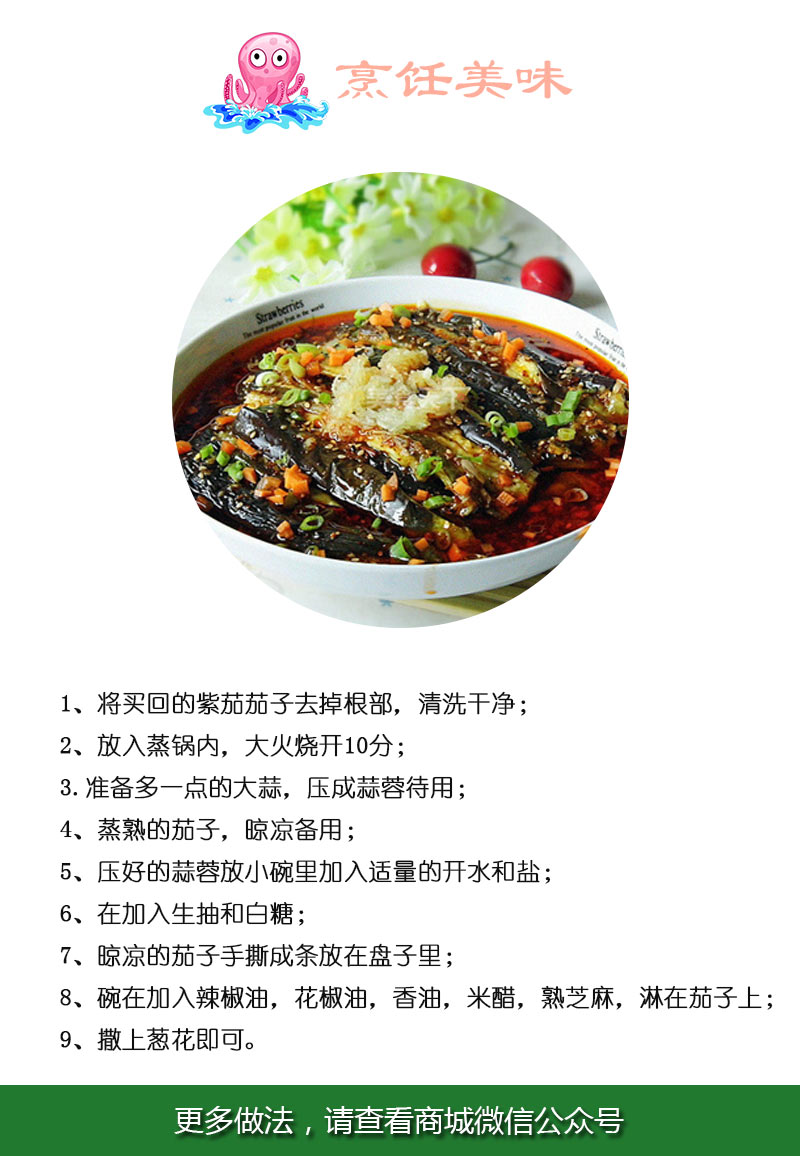 烹饪美味
Strawberries
The most popular fruit in the world
Strawberries
1、将买回的紫茄茄子去掉根部，清洗干净；
2、放入蒸锅内，大火烧开10分；
3.准备多一点的大蒜，压成蒜蓉待用；
4、蒸熟的茄子，晾凉备用；
5、压好的蒜蓉放小碗里加入适量的开水和盐；
6、在加入生抽和白糖；
7、晾凉的茄子手撕成条放在盘子里；
8、碗在加入辣椒油，花椒油，香油，米醋，熟芝麻，淋在茄子上；
9、撒上葱花即可。
更多做法，请查看商城微信公众号